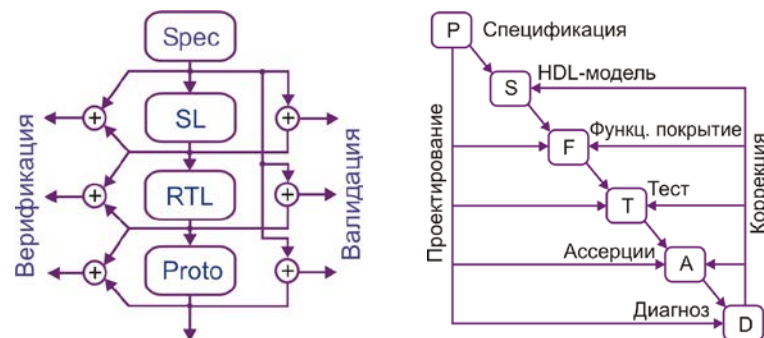 Spec
SL
RTL
Proto
Верификация
Валидация
+
+
+
+
+
+
P
Спецификация
S
HDL-модель
F
Функц. покрытие
T
Тест
Ассерции
A
Диагноз
D
Проектирование
Коррекция